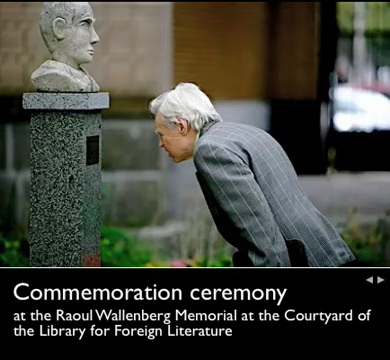 Commemoration ceremony
at the Raoul Wallenberg Memorial at the Courtyard of
the Library for Foreign Literature